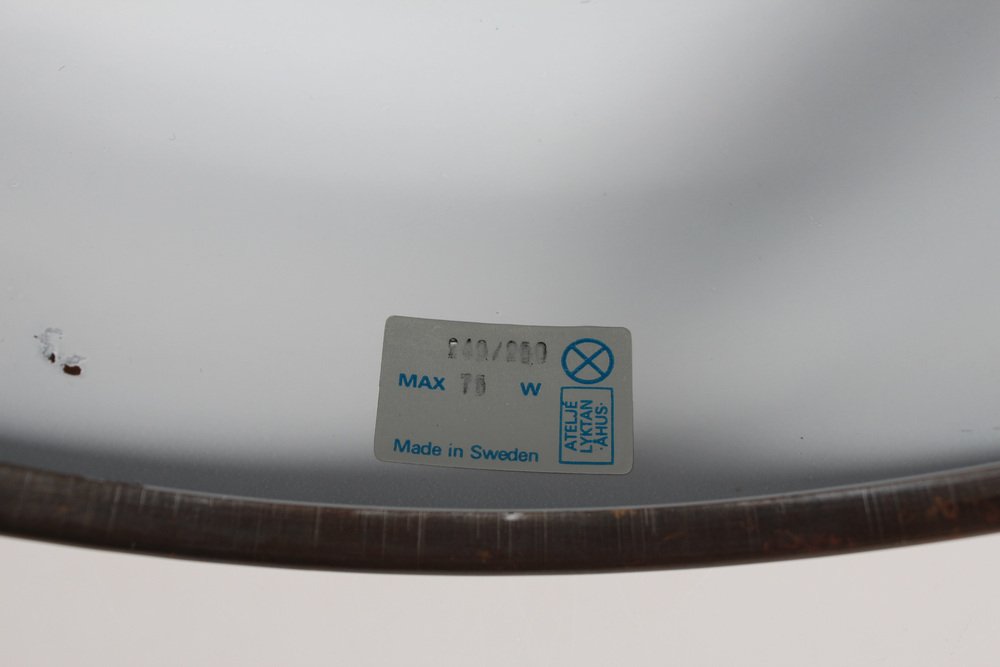 240/250
MAX 75 W
Made in Sweden
ATELJÉ
LYKTAN
·ÅHUS·